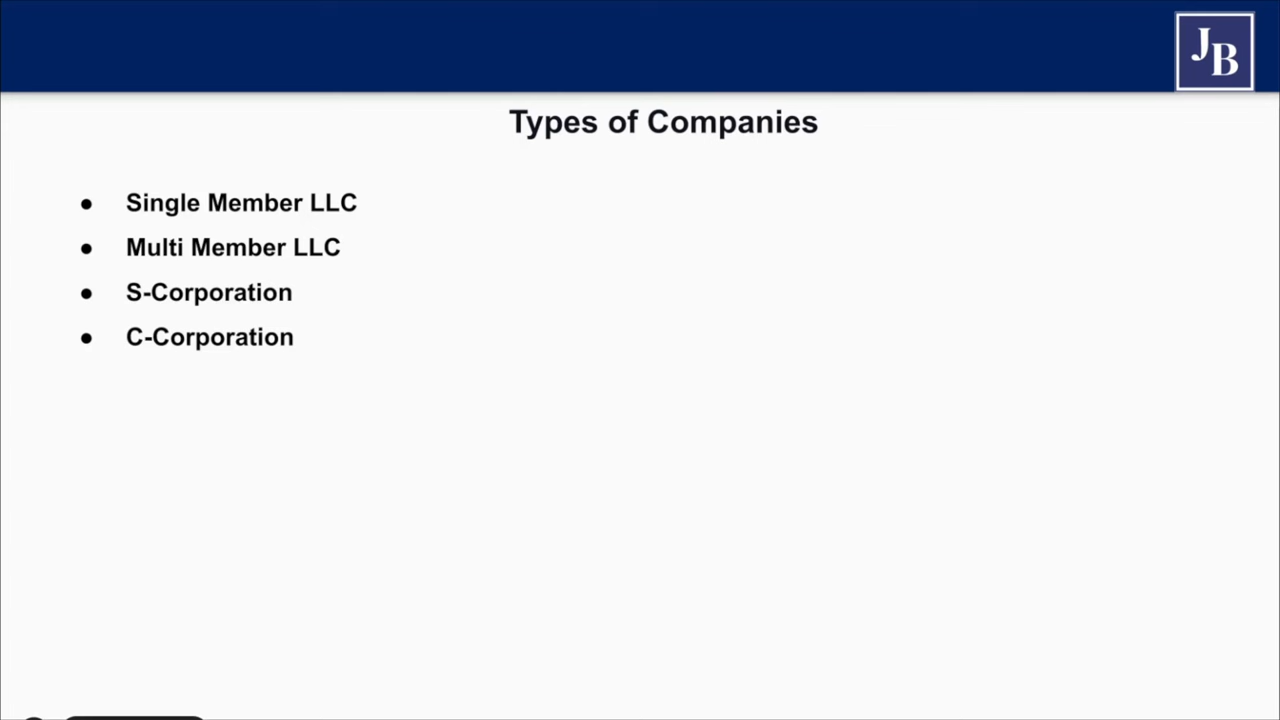 JB
Types of Companies
● Single Member LLC
● Multi Member LLC
● S-Corporation
● C-Corporation